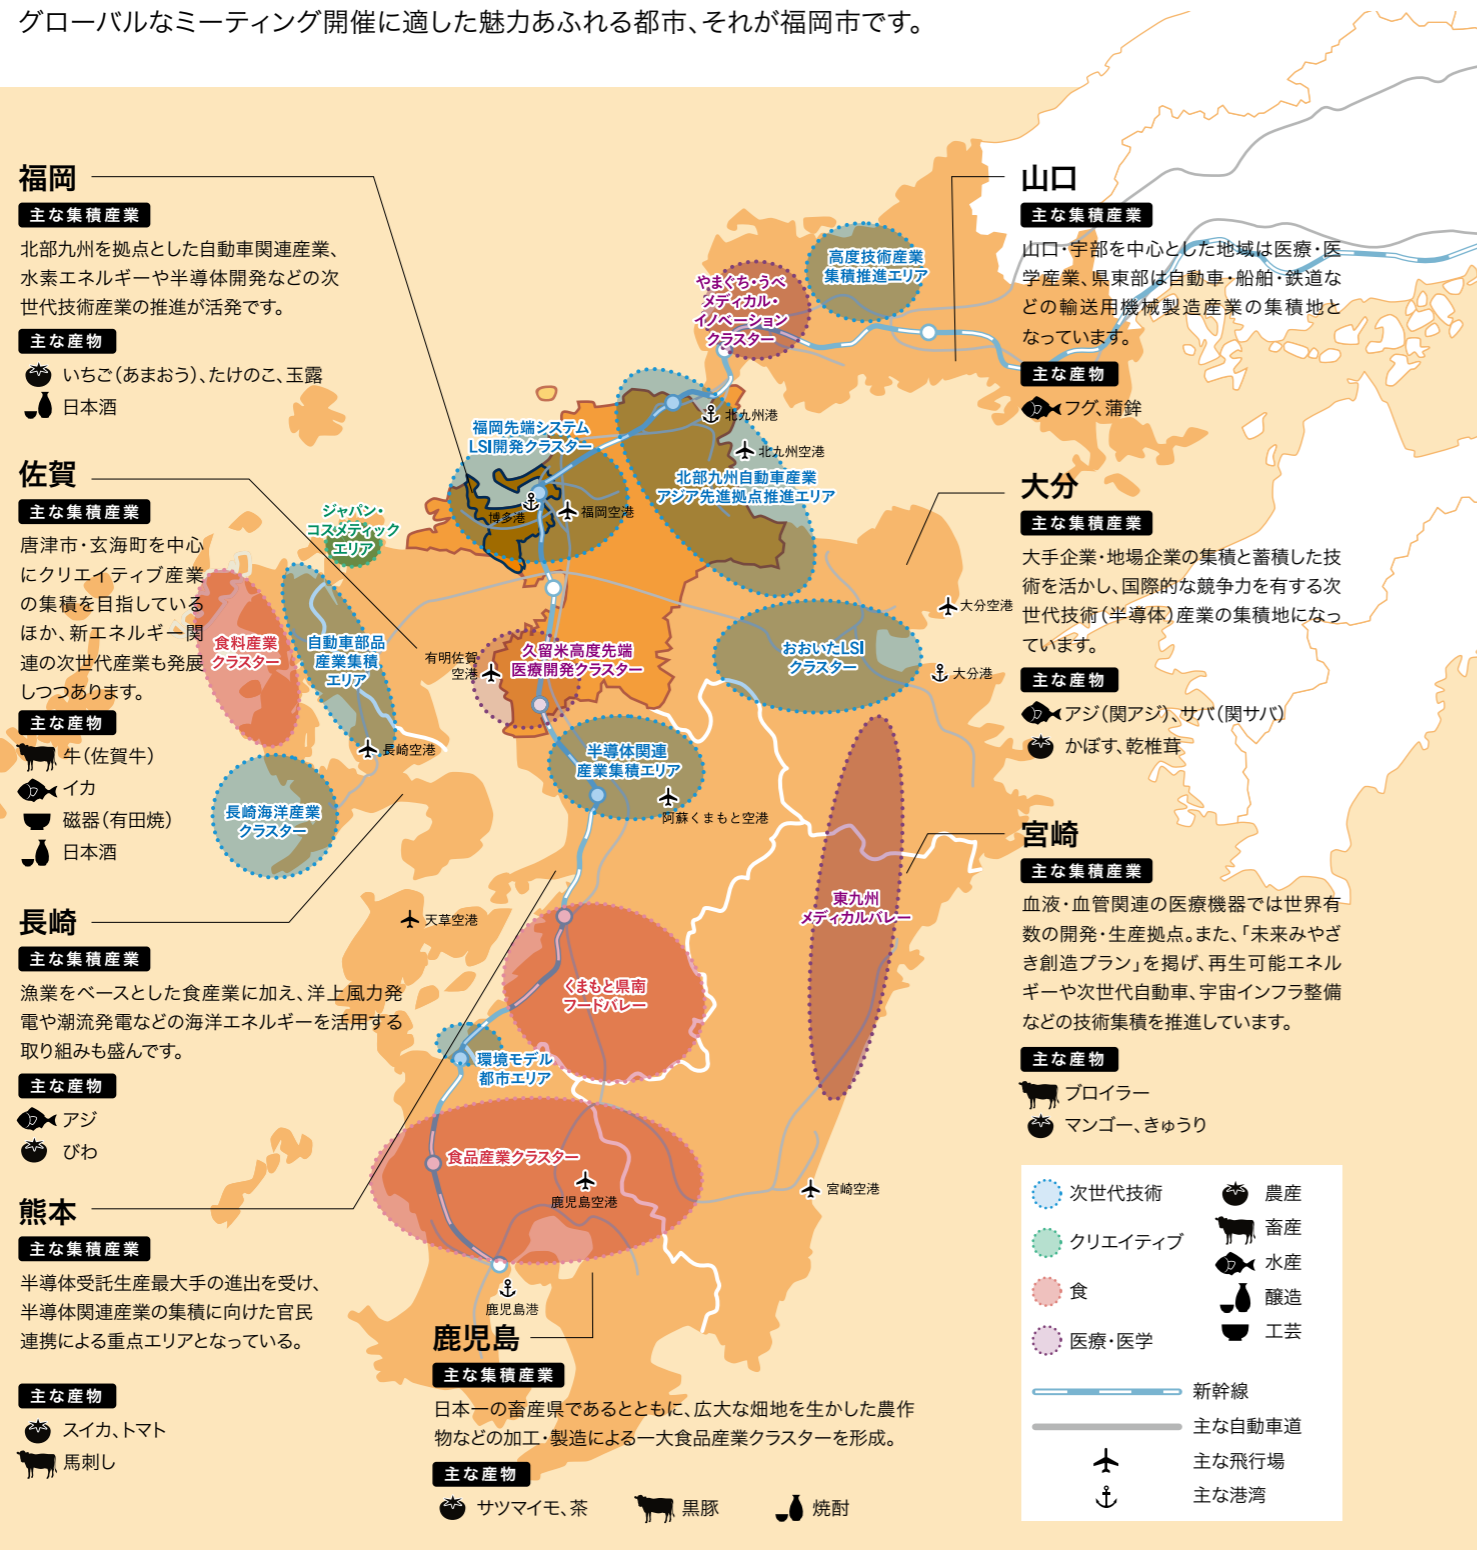 グローバルなミーティング開催に適した魅力あふれる都市、それが福岡市です。
福岡
主な集積産業
北部九州を拠点とした自動車関連産業、
水素エネルギーや半導体開発などの次
世代技術産業の推進が活発です。
主な産物
いちご（あまおう）、たけのこ、玉露
日本酒
佐賀
主な集積産業
唐津市・玄海町を中心
にクリエイティブ産業
の集積を目指している
ほか、新エネルギー関
連の次世代産業も発展
しつつあります。
主な産物
牛（佐賀牛）
イカ
磁器（有田焼）
日本酒
長崎
主な集積産業
漁業をベースとした食産業に加え、洋上風力発
電や潮流発電などの海洋エネルギーを活用する
取り組みも盛んです。
主な産物
アジ
びわ
熊本
主な集積産業
半導体受託生産最大手の進出を受け、
半導体関連産業の集積に向けた官民
連携による重点エリアとなっている。
主な産物
スイカ、トマト
馬刺し
鹿児島
主な集積産業
日本一の畜産県であるとともに、広大な畑地を生かした農作
物などの加工・製造による一大食品産業クラスターを形成。
主な産物
サツマイモ、茶
黒豚
焼酎
山口
主な集積産業
山口・宇部を中心とした地域は医療・医
学産業、県東部は自動車・船舶・鉄道な
どの輸送用機械製造産業の集積地と
なっています。
主な産物
フグ、蒲鉾
大分
主な集積産業
大手企業・地場企業の集積と蓄積した技
術を活かし、国際的な競争力を有する次
世代技術（半導体）産業の集積地になっ
ています。
主な産物
アジ（関アジ）、サバ（関サバ）
かぼす、乾椎茸
宮崎
主な集積産業
血液・血管関連の医療機器では世界有
数の開発・生産拠点。また、「未来みやざ
き創造プラン」を掲げ、再生可能エネル
ギーや次世代自動車、宇宙インフラ整備
などの技術集積を推進しています。
主な産物
ブロイラー
マンゴー、きゅうり
高度技術産業
集積推進エリア
やまぐち・うべ
メディカル・
イノベーション
クラスター
北九州港
北九州空港
福岡先端システム
LSI開発クラスター
北部九州自動車産業
アジア先進拠点推進エリア
博多港
福岡空港
ジャパン・
コスメティック
エリア
大分空港
食料産業
クラスター
自動車部品
産業集積
エリア
有明佐賀
空港
久留米高度先端
医療開発クラスター
おおいたLSI
クラスター
大分港
長崎空港
半導体関連
産業集積エリア
長崎海洋産業
クラスター
阿蘇くまもと空港
東九州
メディカルバレー
天草空港
くまもと県南
フードバレー
環境モデル
都市エリア
食品産業クラスター
鹿児島空港
宮崎空港
鹿児島港
次世代技術
クリエイティブ
食
医療・医学
農産
畜産
水産
醸造
工芸
新幹線
主な自動車道
主な飛行場
主な港湾